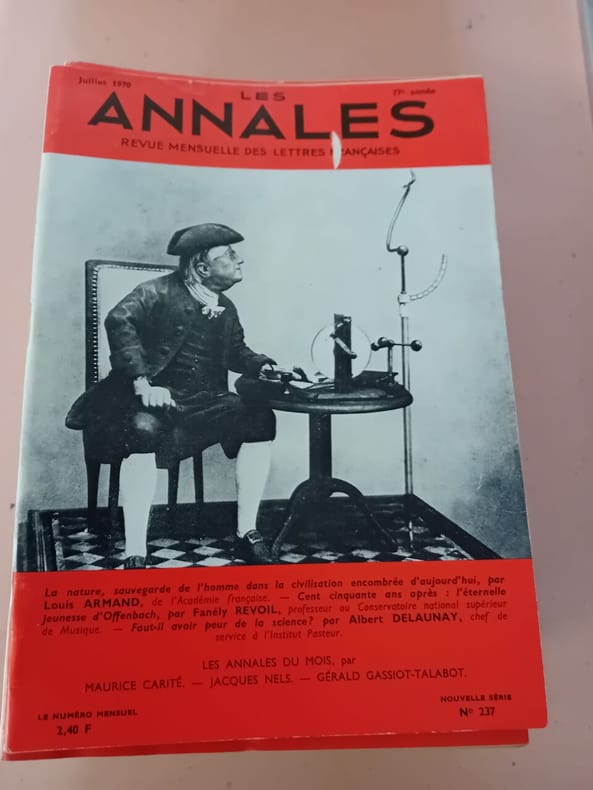 Juillet 1970
77e année
LES
ANNALES
REVUE MENSUELLE DES LETTRES FRANÇAISES
La nature, sauvegarde de l'homme dans la civilisation encombrée d'aujourd'hui, par
Louis ARMAND, de l'Académie française. — Cent cinquante ans après : l'éternelle
jeunesse d'Offenbach, par Fanély REVOIL, professeur au Conservatoire national supérieur
de Musique. — Faut-il avoir peur de la science? par Albert DELAUNAY, chef de
service à l'Institut Pasteur.
LES ANNALES DU MOIS, par
MAURICE CARITÉ. — JACQUES NELS. — GÉRALD GASSIOT-TALABOT.
LE NUMÉRO MENSUEL
2,40 F
NOUVELLE SÉRIE
No 237